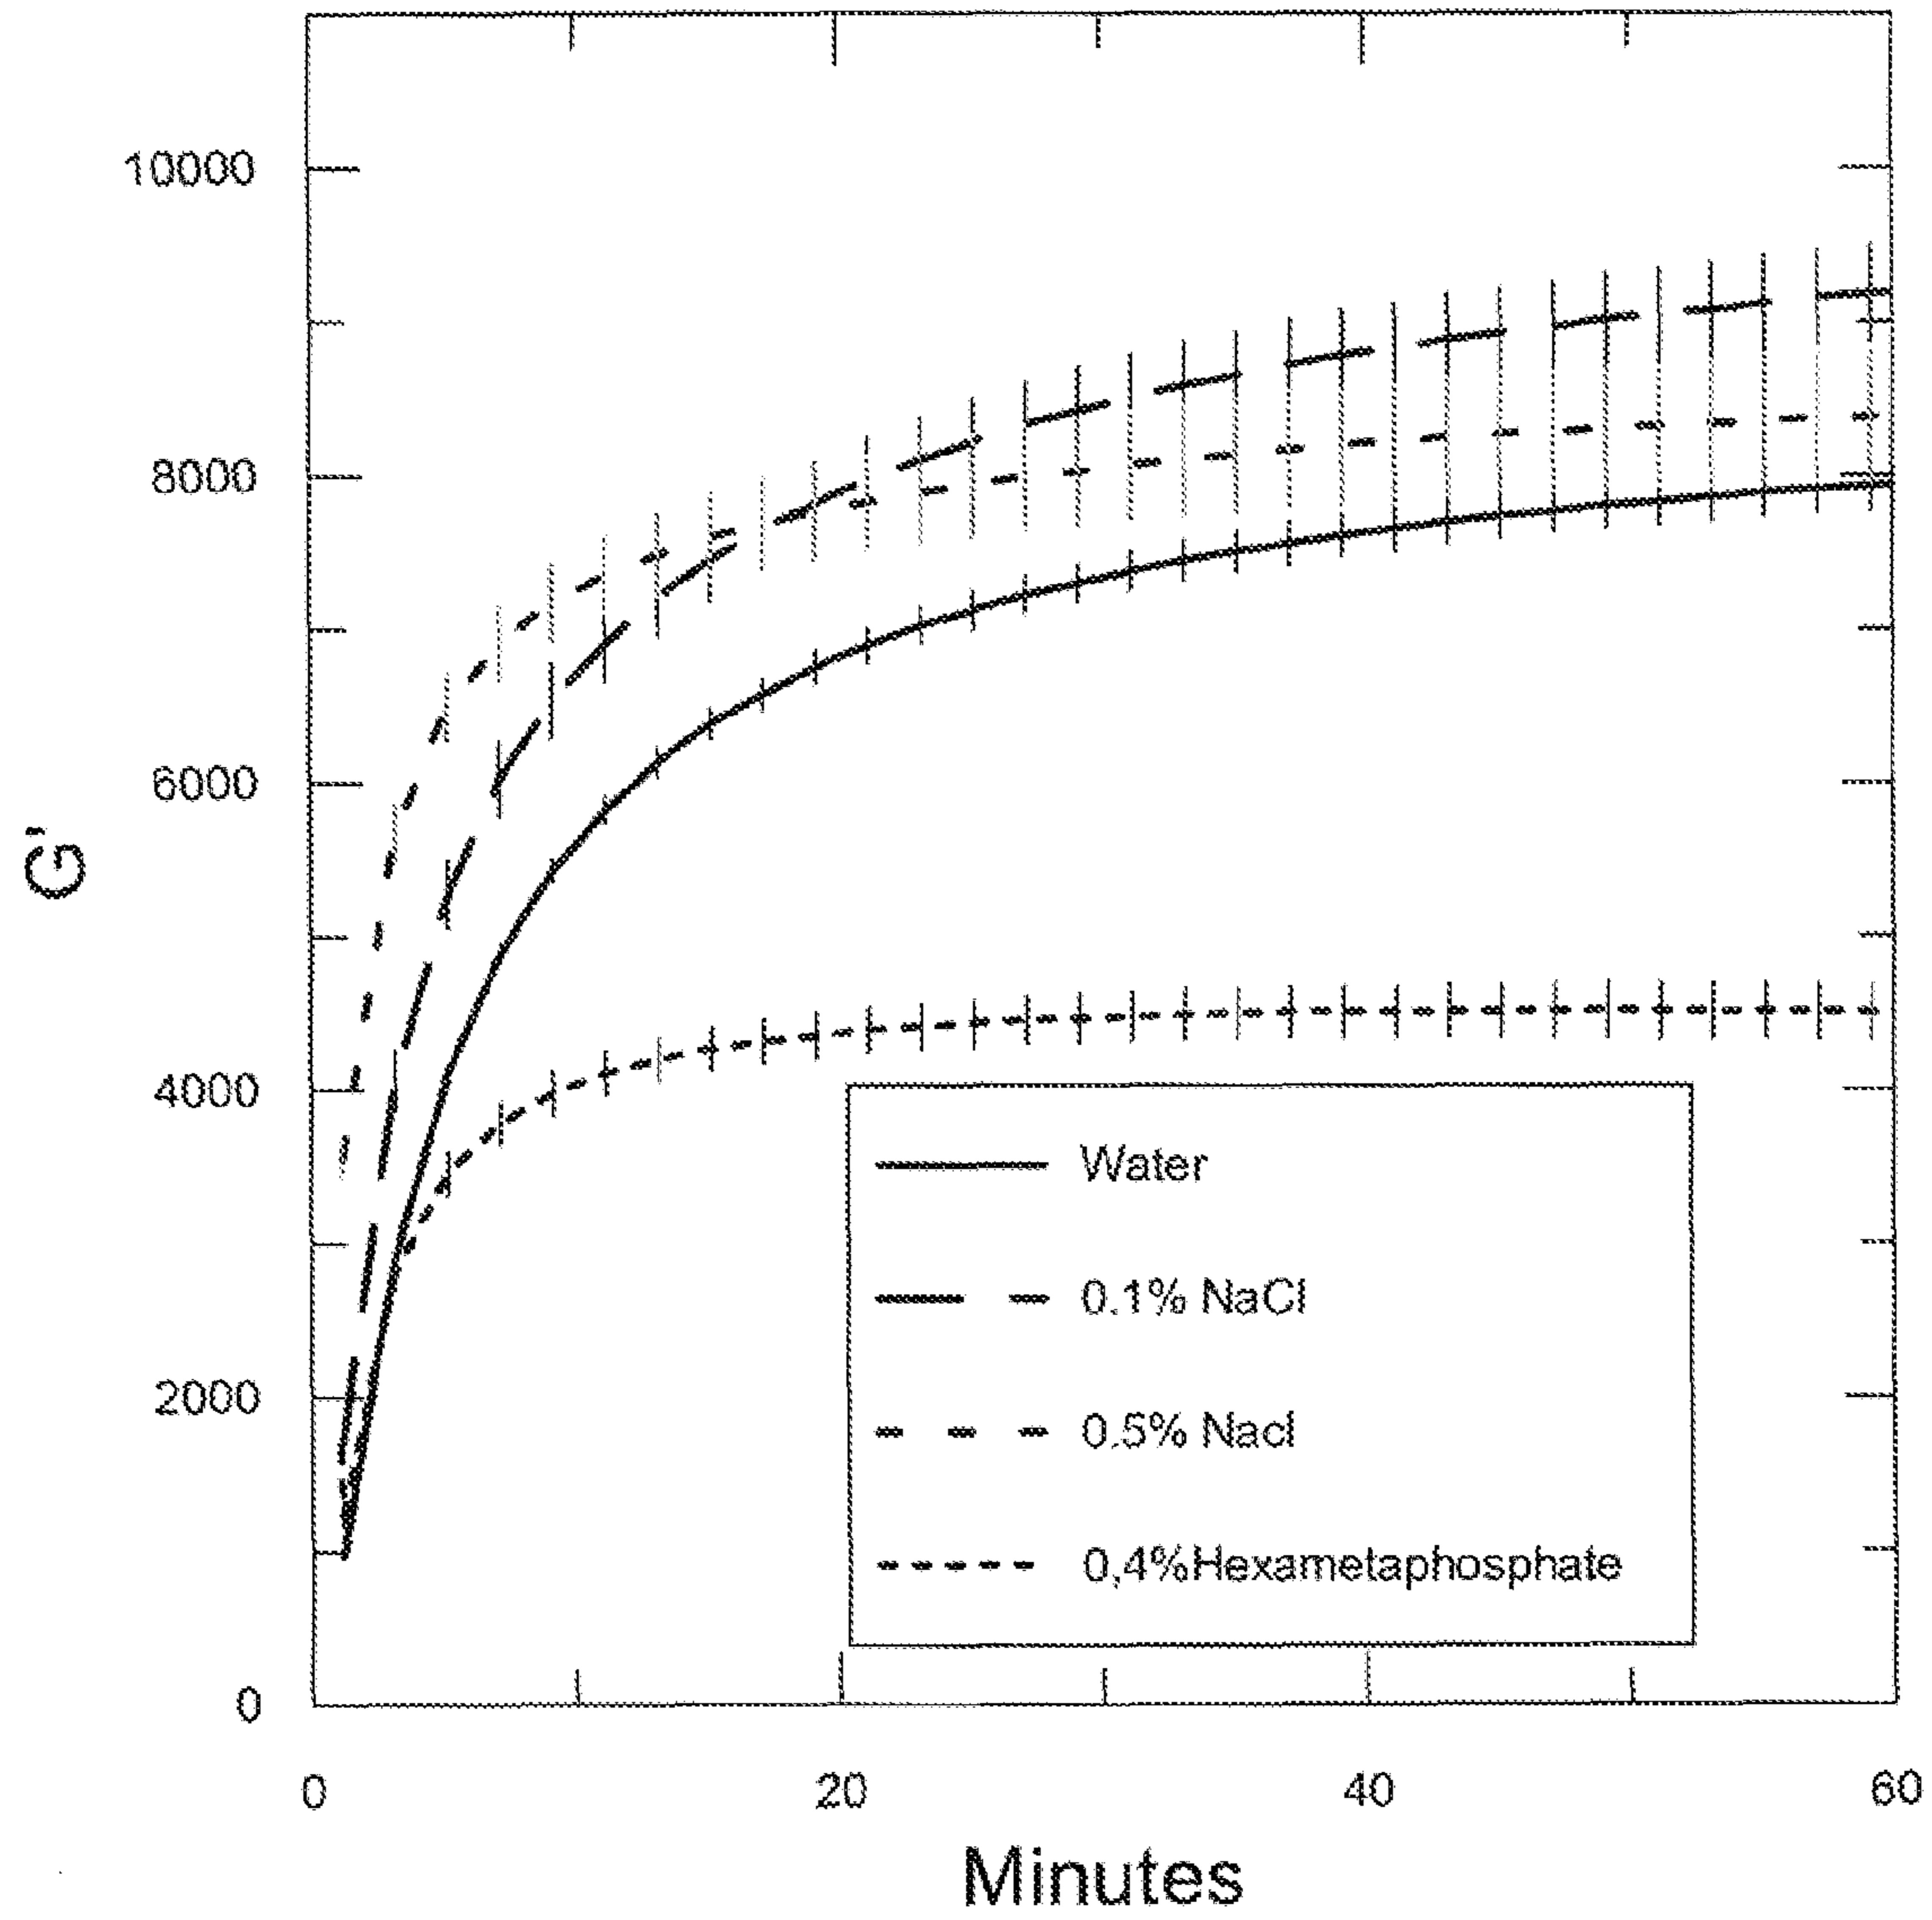 10000
8000
6000
4000
2000
0
G'
Water
0.1% NaCl
0.5% Nacl
0,4%Hexametaphosphate
0
20
40
60
Minutes